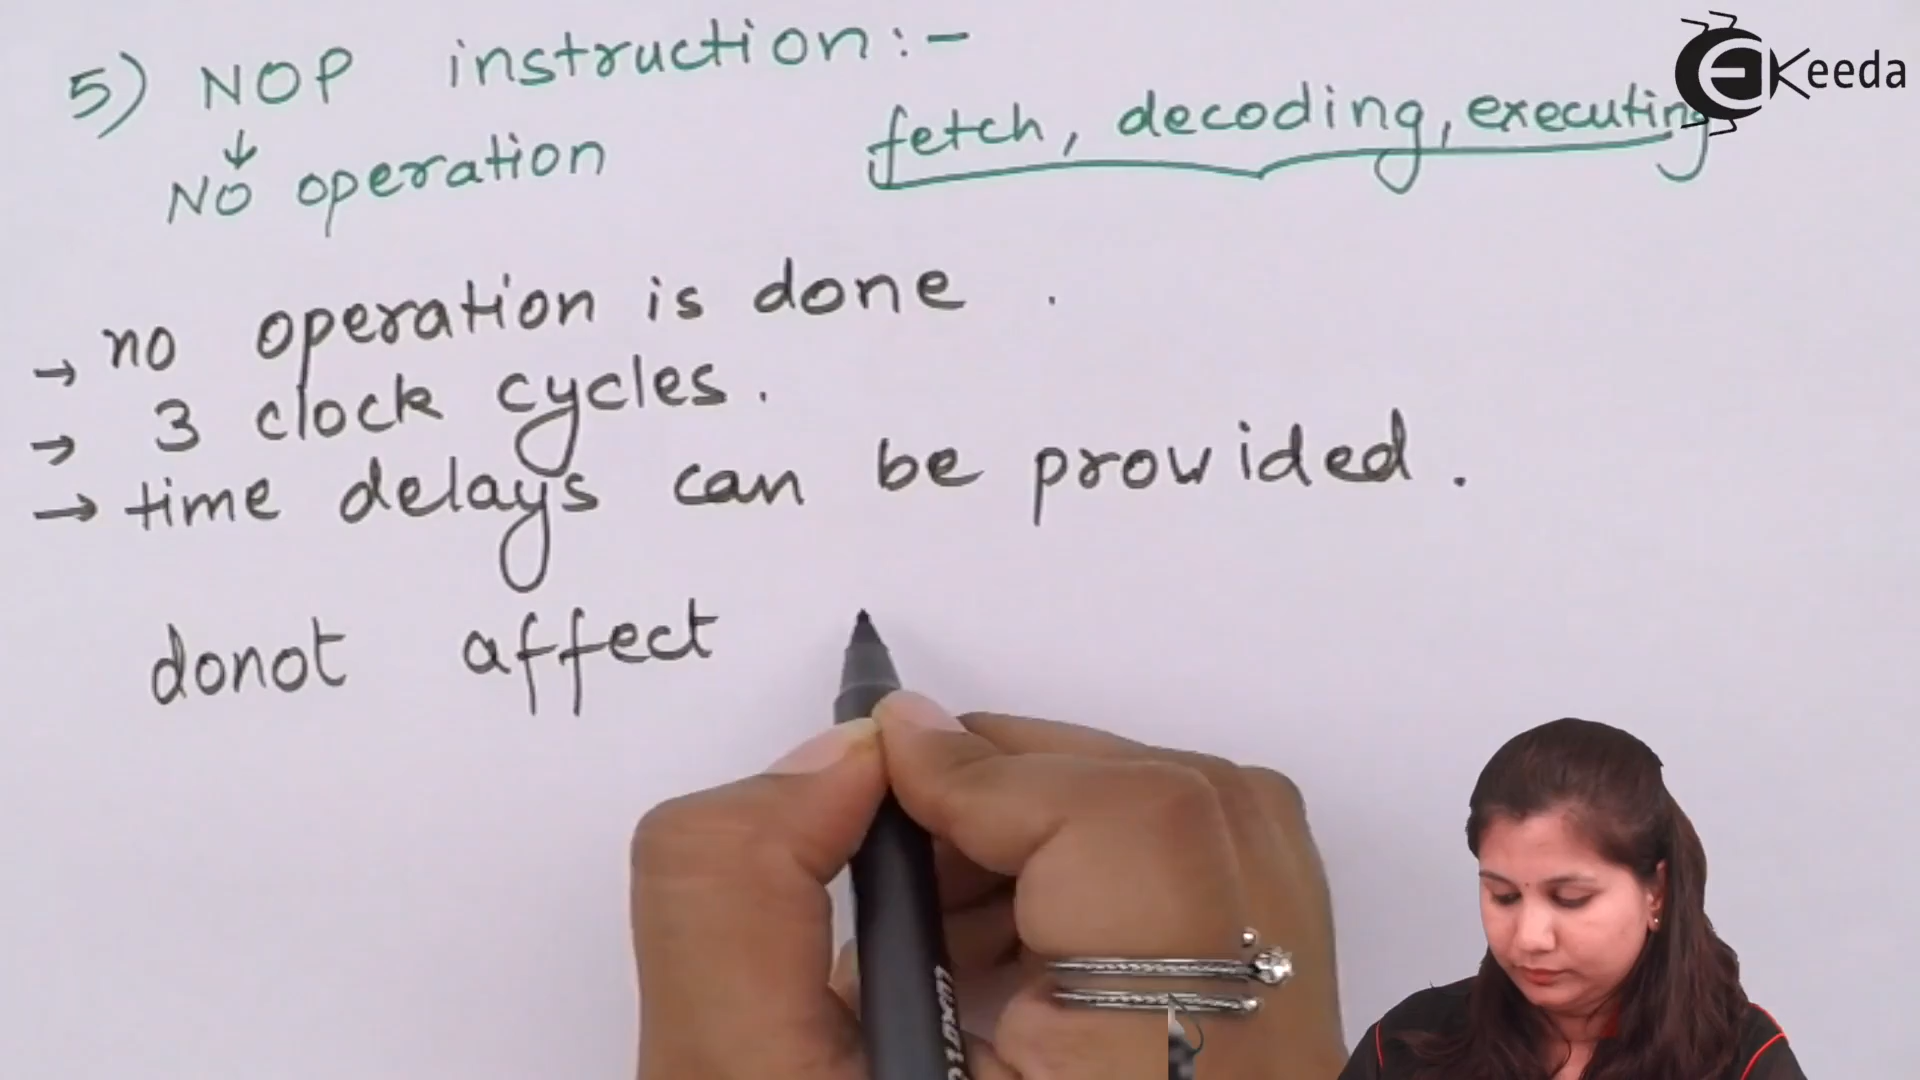 5) NOP instruction :-
↓
NO operation
fetch, decoding, executing
→ no operation is done .
→ 3 clock cycles.
→ time delays can be provided .
donot affect
EKeeda